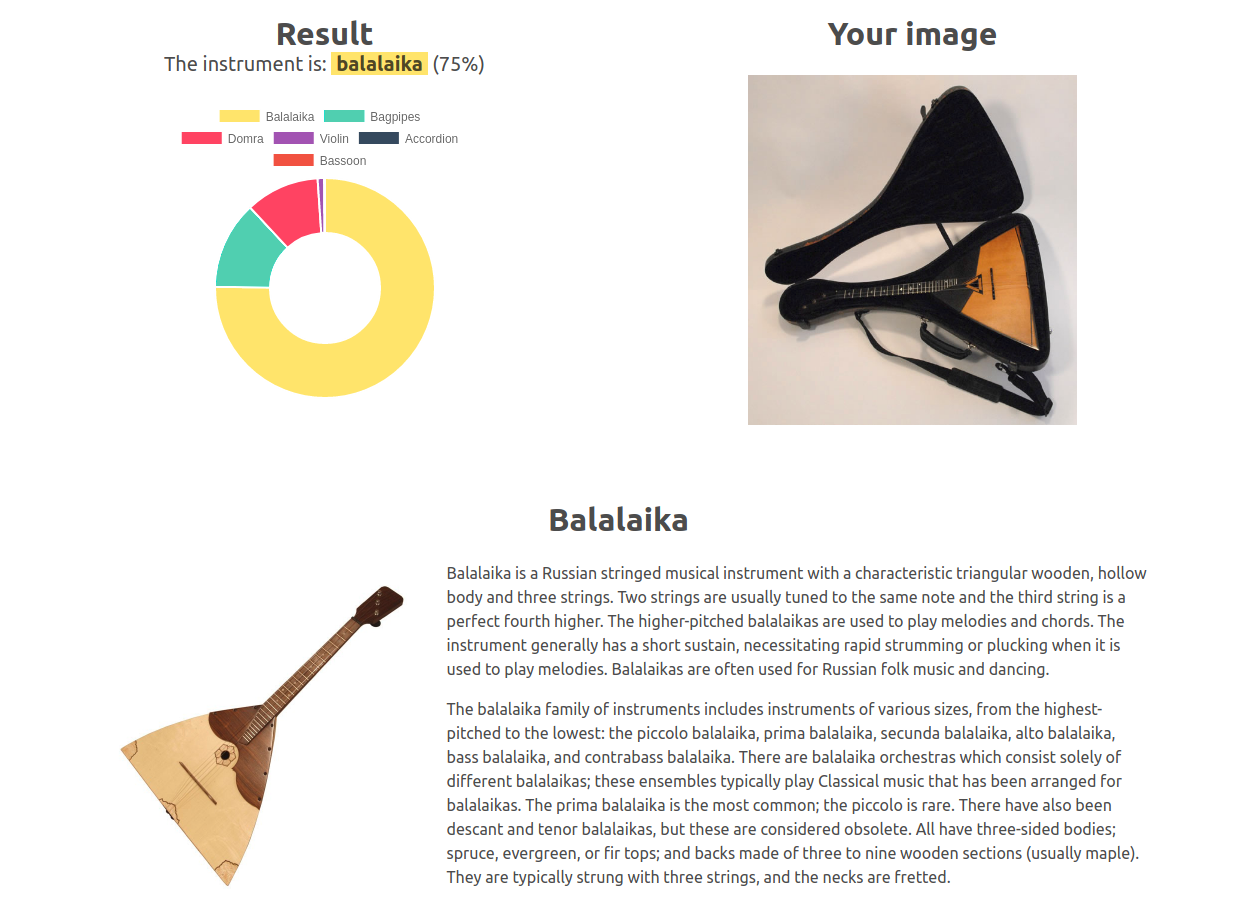 Result
The instrument is: balalaika (75%)
Balalaika Bagpipes
Domra Violin Accordion
Bassoon
Your image
Balalaika
Balalaika is a Russian stringed musical instrument with a characteristic triangular wooden, hollow
body and three strings. Two strings are usually tuned to the same note and the third string is a
perfect fourth higher. The higher-pitched balalaikas are used to play melodies and chords. The
instrument generally has a short sustain, necessitating rapid strumming or plucking when it is
used to play melodies. Balalaikas are often used for Russian folk music and dancing.
The balalaika family of instruments includes instruments of various sizes, from the highest-
pitched to the lowest: the piccolo balalaika, prima balalaika, secunda balalaika, alto balalaika,
bass balalaika, and contrabass balalaika. There are balalaika orchestras which consist solely of
different balalaikas; these ensembles typically play Classical music that has been arranged for
balalaikas. The prima balalaika is the most common; the piccolo is rare. There have also been
descant and tenor balalaikas, but these are considered obsolete. All have three-sided bodies;
spruce, evergreen, or fir tops; and backs made of three to nine wooden sections (usually maple).
They are typically strung with three strings, and the necks are fretted.